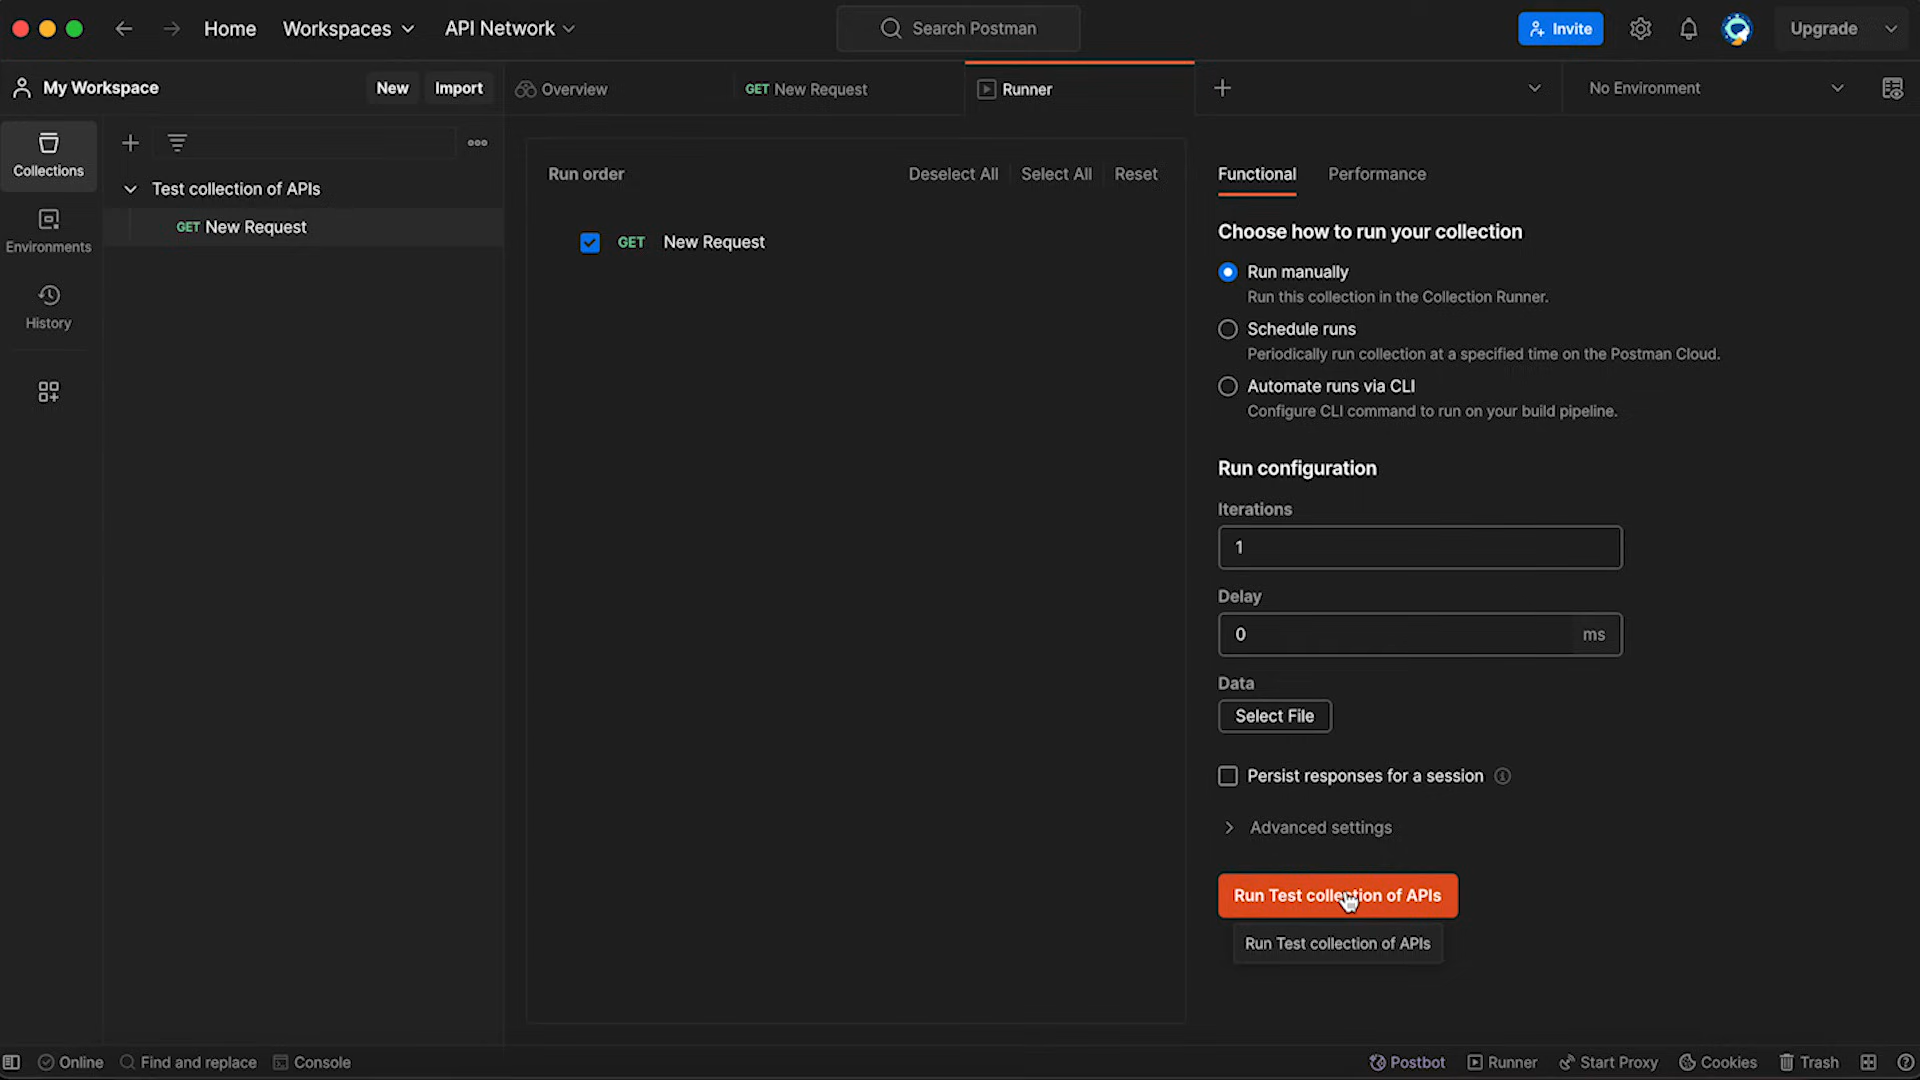 Home Workspaces API Network Search Postman Invite Upgrade
My Workspace New Import Overview GET New Request Runner No Environment
Collections
Environments
History
Test collection of APIs
GET New Request
Run order Deselect All Select All Reset
GET New Request
Functional Performance
Choose how to run your collection
Run manually
Run this collection in the Collection Runner.
Schedule runs
Periodically run collection at a specified time on the Postman Cloud.
Automate runs via CLI
Configure CLI command to run on your build pipeline.
Run configuration
Iterations
1
Delay
0 ms
Data
Select File
Persist responses for a session
Advanced settings
Run Test collection of APIs
Run Test collection of APIs
Online Find and replace Console Postbot Runner Start Proxy Cookies Trash